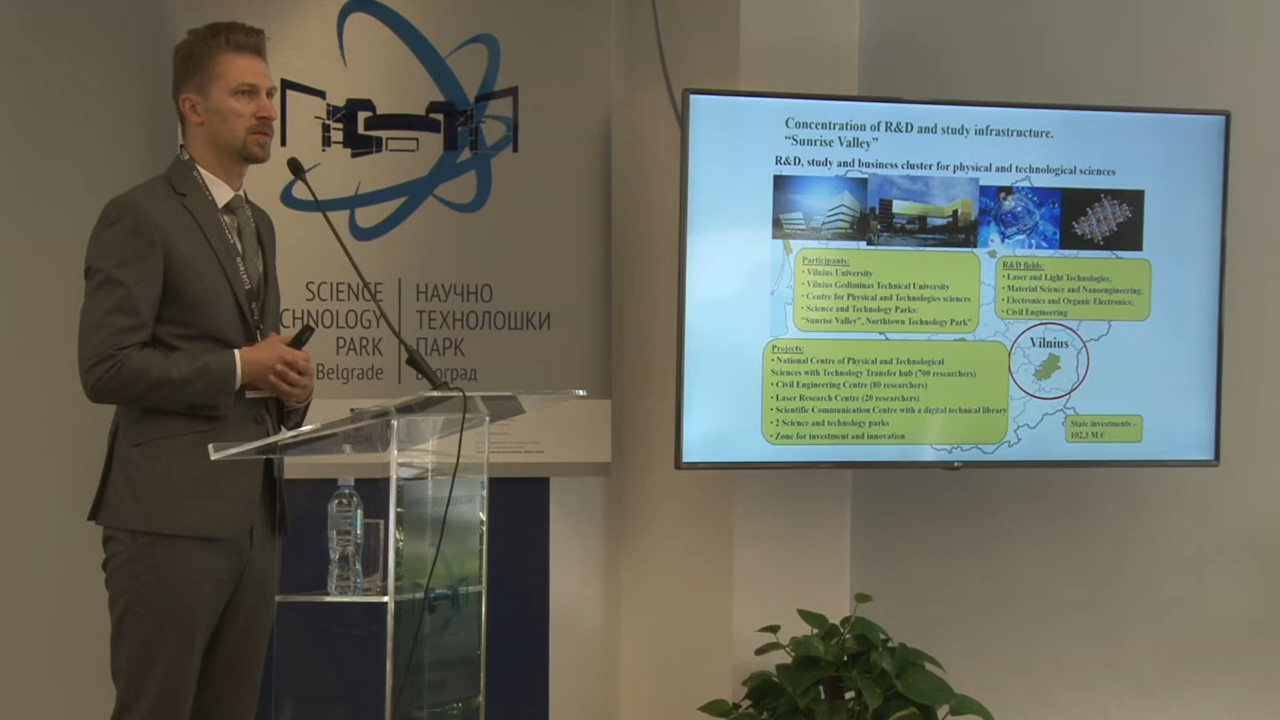 SCIENCE
CHNOLOGY
PARK
Belgrade
НАУЧНО
ТЕХНОЛОШКИ
ПАРК
Београд
Concentration of R&D and study infrastructure.
“Sunrise Valley”
R&D, study and business cluster for physical and technological sciences
Participants:
• Vilnius University
• Vilnius Gediminas Technical University
• Centre for Physical and Technologies sciences
• Science and Technology Parks:
“Sunrise Valley”, Northtown Technology Park”
R&D fields:
• Laser and Light Technologies;
• Material Science and Nanoengineering;
• Electronics and Organic Electronics;
• Civil Engineering
Vilnius
Projects:
• National Centre of Physical and Technological
Sciences with Technology Transfer hub (700 researchers)
• Civil Engineering Centre (80 researchers)
• Laser Research Centre (20 researchers)
• Scientific Communication Centre with a digital technical library
• 2 Science and technology parks
• Zone for investment and innovation
State investments –
102,3 M €